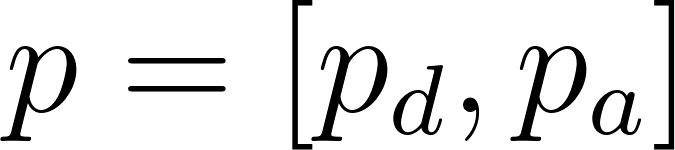 p = [p_d, p_a]